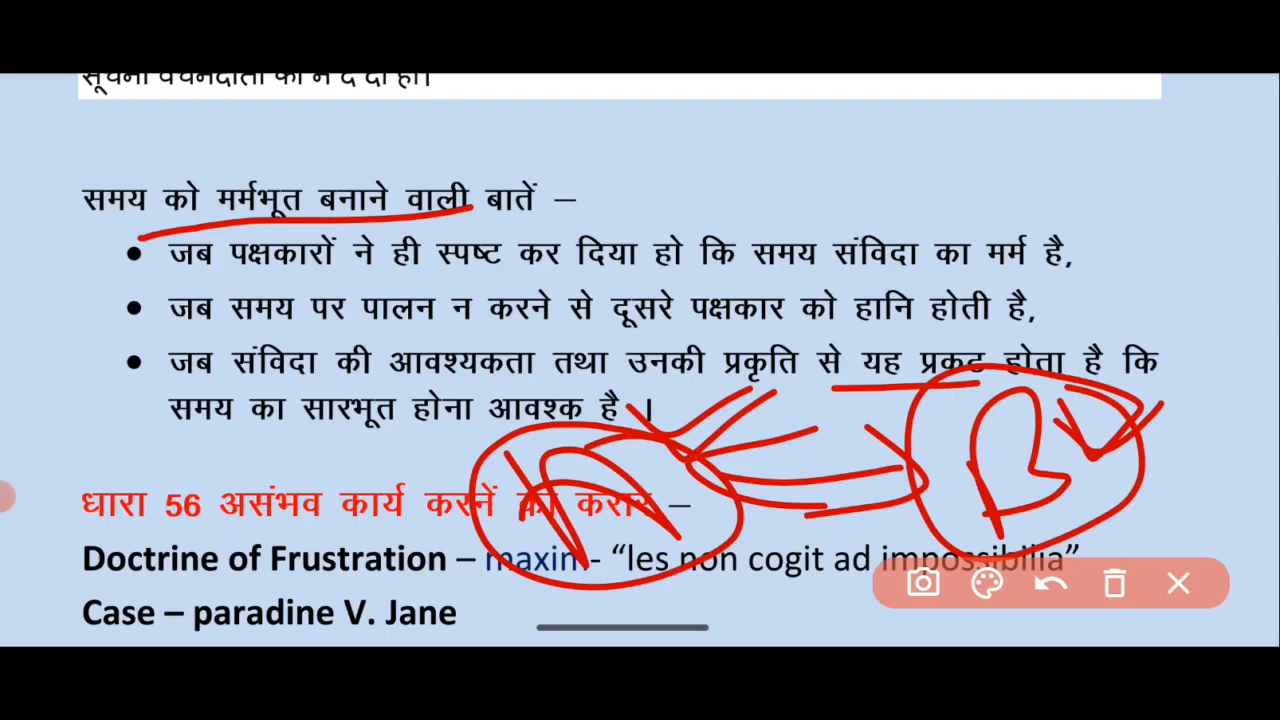 समय को मर्मभूत बनाने वाली बातें –
• जब पक्षकारों ने ही स्पष्ट कर दिया हो कि समय संविदा का मर्म है,
• जब समय पर पालन न करने से दूसरे पक्षकार को हानि होती है,
• जब संविदा की आवश्यकता तथा उनकी प्रकृति से यह प्रकट होता है कि
समय का सारभूत होना आवश्क है ।
A B
धारा 56 असंभव कार्य करनें का करार –
Doctrine of Frustration – maxin - “les non cogit ad impossibilia”
Case – paradine V. Jane